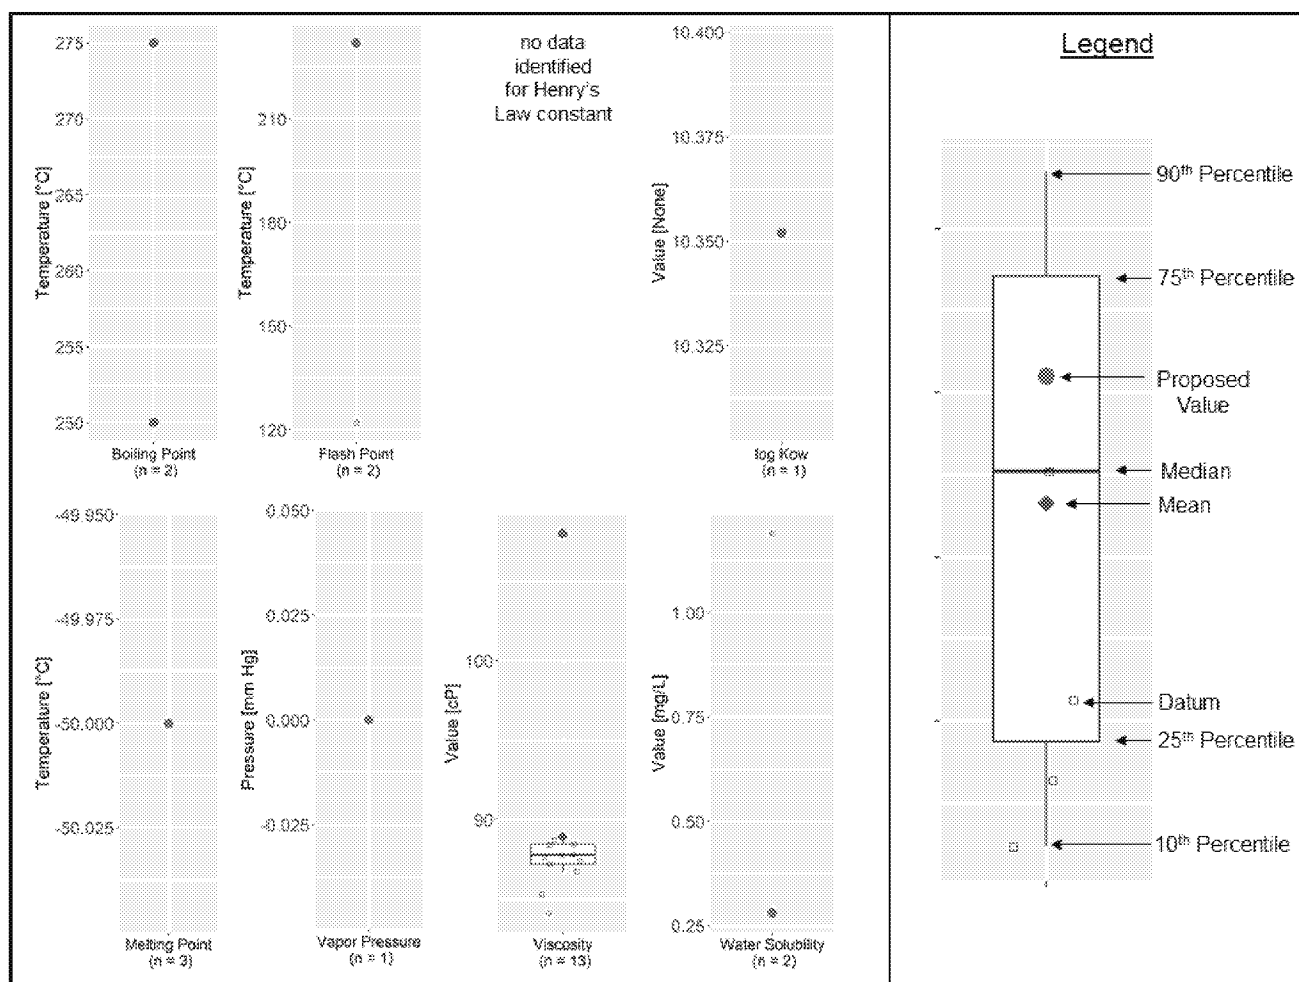 275
270
265
260
255
250
Temperature [°C]
Boiling Point
(n = 2)
210
180
150
120
Temperature [°C]
Flash Point
(n = 2)
no data
identified
for Henry's
Law constant
10.400
10.375
10.350
10.325
Value [None]
log Kow
(n = 1)
-49.950
-49.975
-50.000
-50.025
Temperature [°C]
Melting Point
(n = 3)
0.050
0.025
0.000
-0.025
Pressure [mm Hg]
Vapor Pressure
(n = 1)
100
90
Value [cP]
Viscosity
(n = 13)
1.00
0.75
0.50
0.25
Value [mg/L]
Water Solubility
(n = 2)
Legend
90th Percentile
75th Percentile
Proposed
Value
Median
Mean
Datum
25th Percentile
10th Percentile